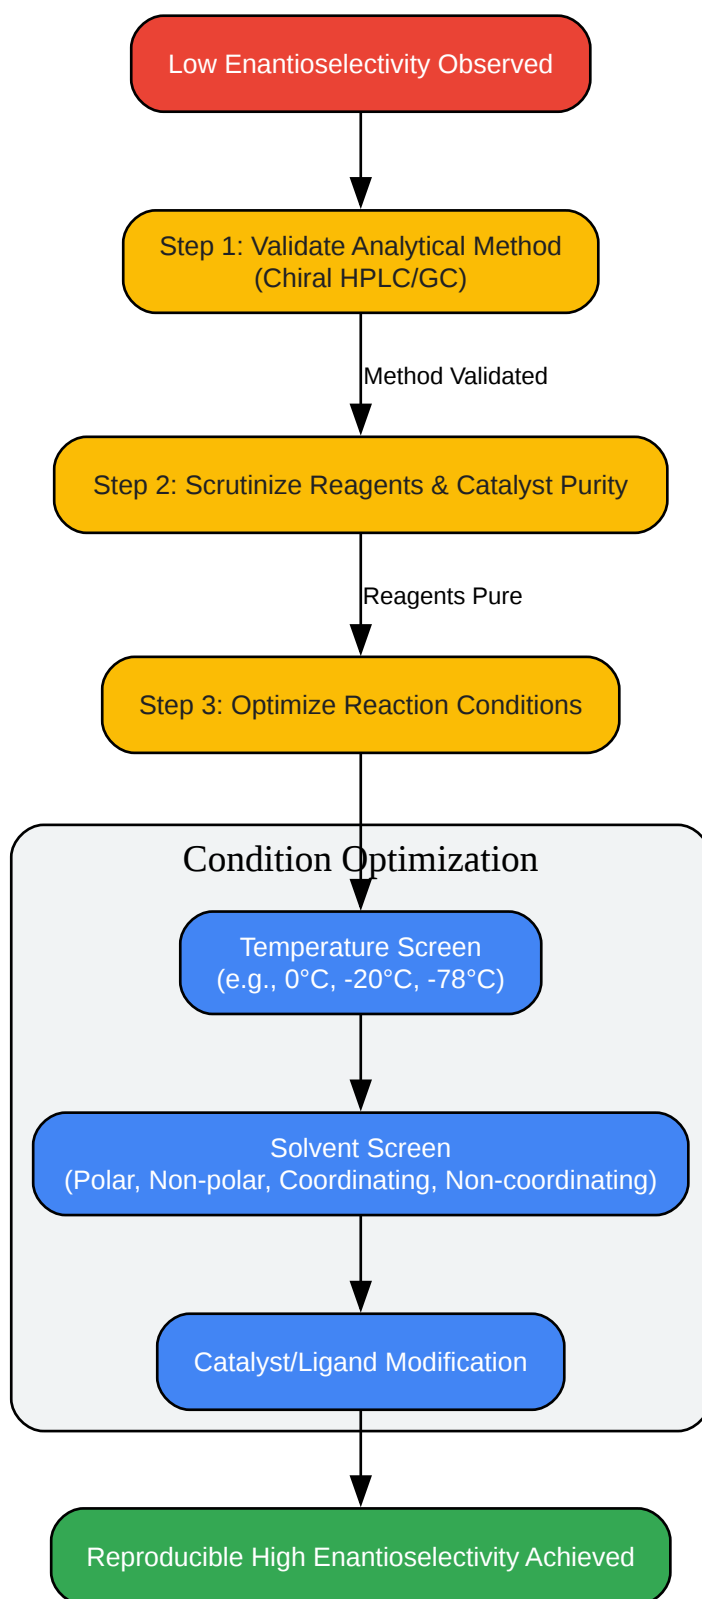 Low Enantioselectivity Observed
Step 1: Validate Analytical Method
(Chiral HPLC/GC)
Method Validated
Step 2: Scrutinize Reagents & Catalyst Purity
Reagents Pure
Step 3: Optimize Reaction Conditions
Condition Optimization
Temperature Screen
(e.g., 0°C, -20°C, -78°C)
Solvent Screen
(Polar, Non-polar, Coordinating, Non-coordinating)
Catalyst/Ligand Modification
Reproducible High Enantioselectivity Achieved